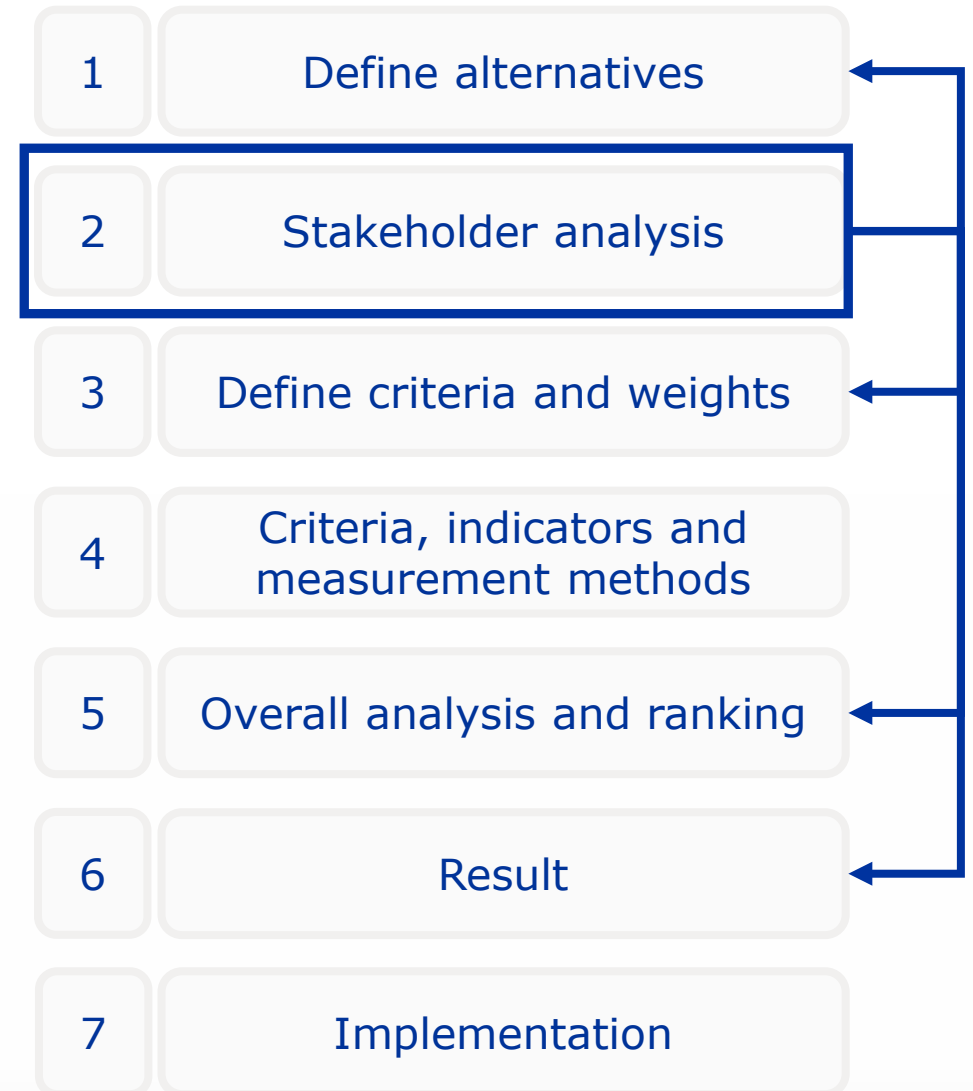 1 Define alternatives
2 Stakeholder analysis
3 Define criteria and weights
4 Criteria, indicators and
measurement methods
5 Overall analysis and ranking
6 Result
7 Implementation